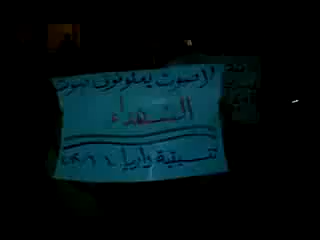 لا صوت يعلو فوق صوت
الشهداء
تنسيقية داريا